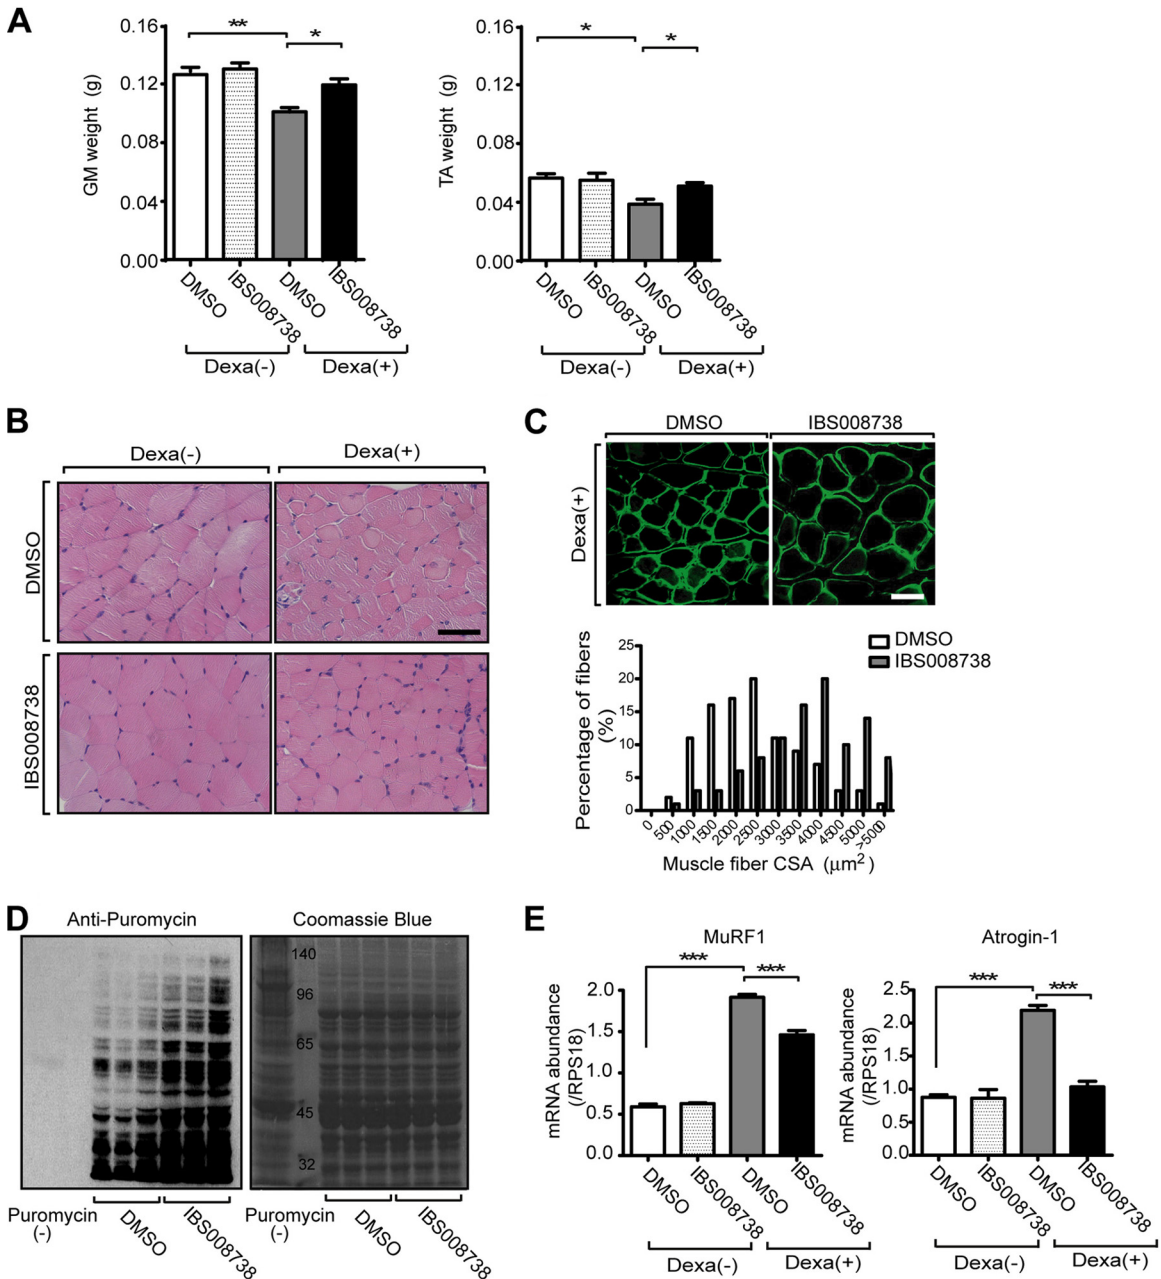 A
GM weight (g)
0.16
0.12
0.08
0.04
0.00
**
*
DMSO
IBS008738
DMSO
IBS008738
Dexa(-)
Dexa(+)
TA weight (g)
0.16
0.12
0.08
0.04
0.00
*
*
DMSO
IBS008738
DMSO
IBS008738
Dexa(-)
Dexa(+)
B
Dexa(-)
Dexa(+)
DMSO
IBS008738
C
DMSO
IBS008738
Dexa(+)
DMSO
IBS008738
Percentage of fibers
(%)
25
20
15
10
5
0
0
500
1000
1500
2000
2500
3000
3500
4000
4500
5000
>5000
Muscle fiber CSA (μm²)
D
Anti-Puromycin
Coomassie Blue
140
96
65
45
32
Puromycin
(-)
DMSO
IBS008738
Puromycin
(-)
DMSO
IBS008738
E
MuRF1
mRNA abundance
(/RPS18)
2.0
1.5
1.0
0.5
0.0
***
***
DMSO
IBS008738
DMSO
IBS008738
Dexa(-)
Dexa(+)
Atrogin-1
mRNA abundance
(/RPS18)
2.5
2.0
1.5
1.0
0.5
0.0
***
***
DMSO
IBS008738
DMSO
IBS008738
Dexa(-)
Dexa(+)